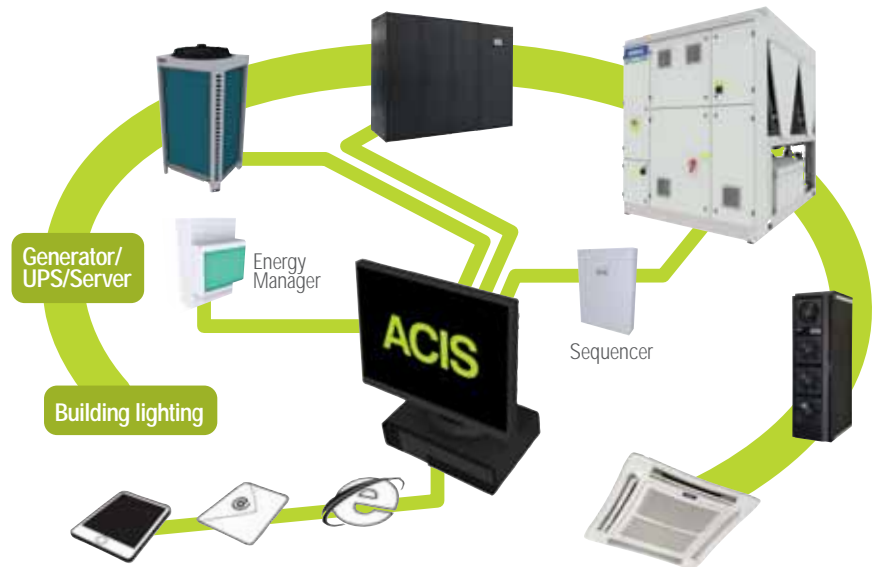 Generator/
UPS/Server
Energy
Manager
ACIS
Sequencer
Building lighting
@